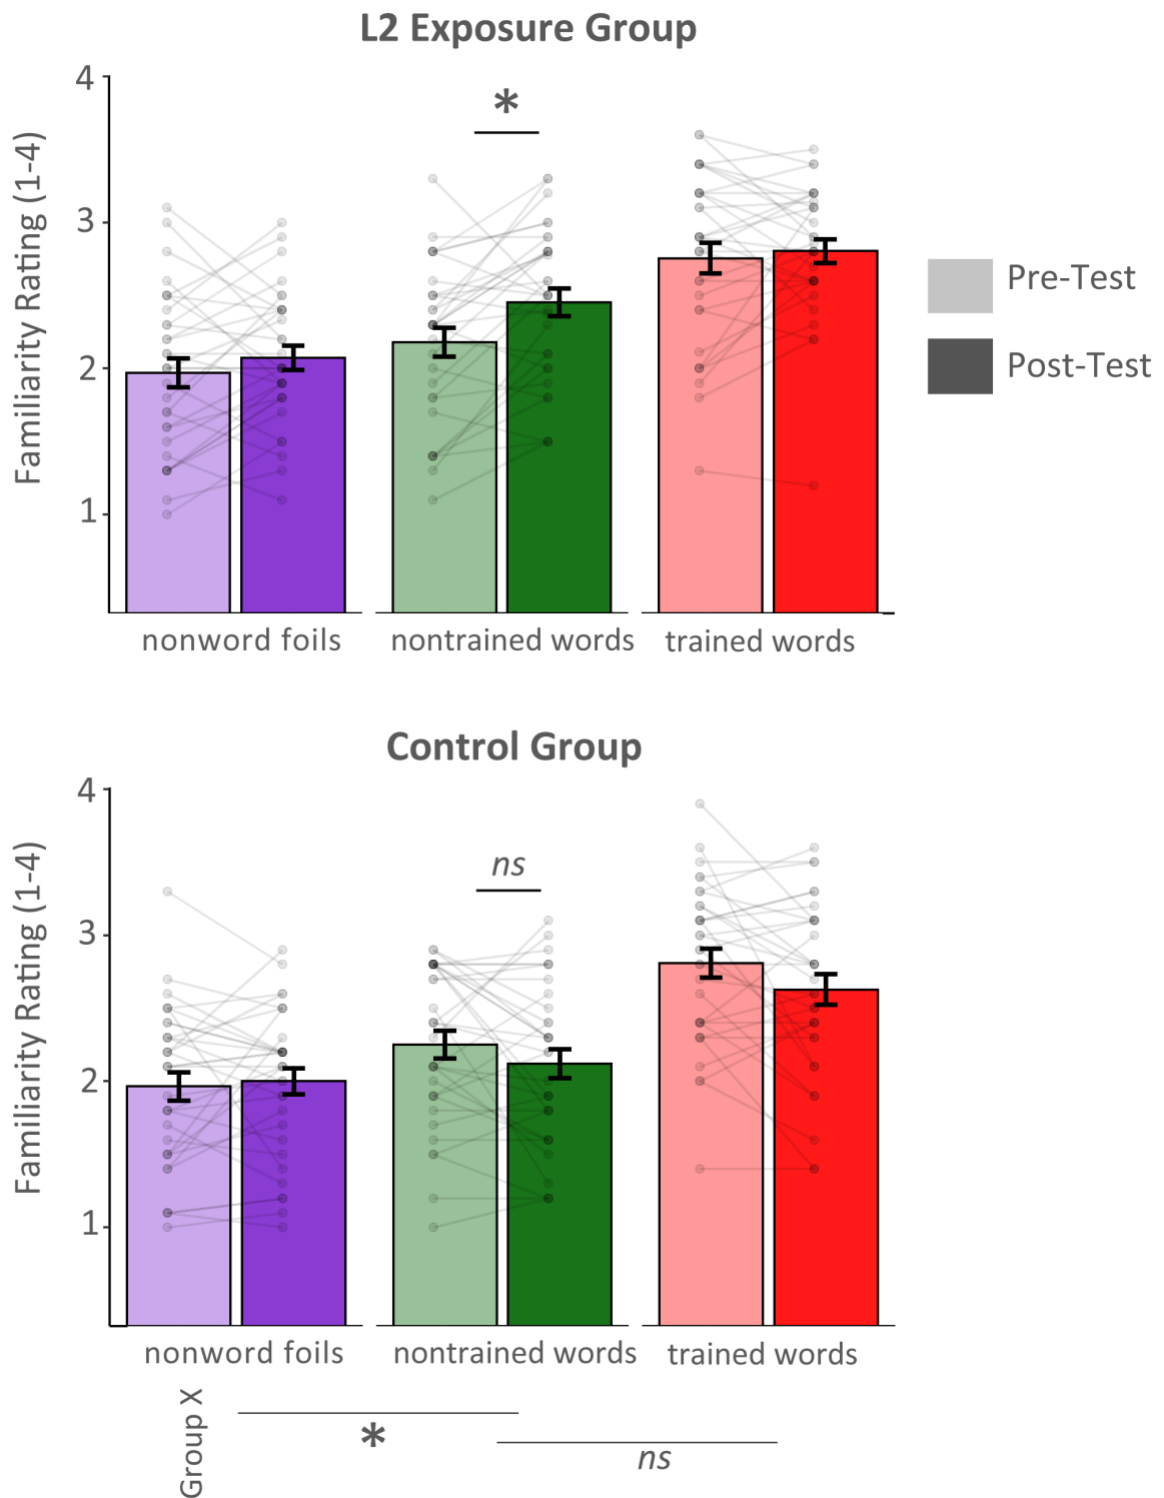 L2 Exposure Group
Familiarity Rating (1-4)
4
3
2
1
*
nonword foils
nontrained words
trained words
Pre-Test
Post-Test
Control Group
Familiarity Rating (1-4)
4
3
2
1
ns
nonword foils
nontrained words
trained words
Group X
*
ns